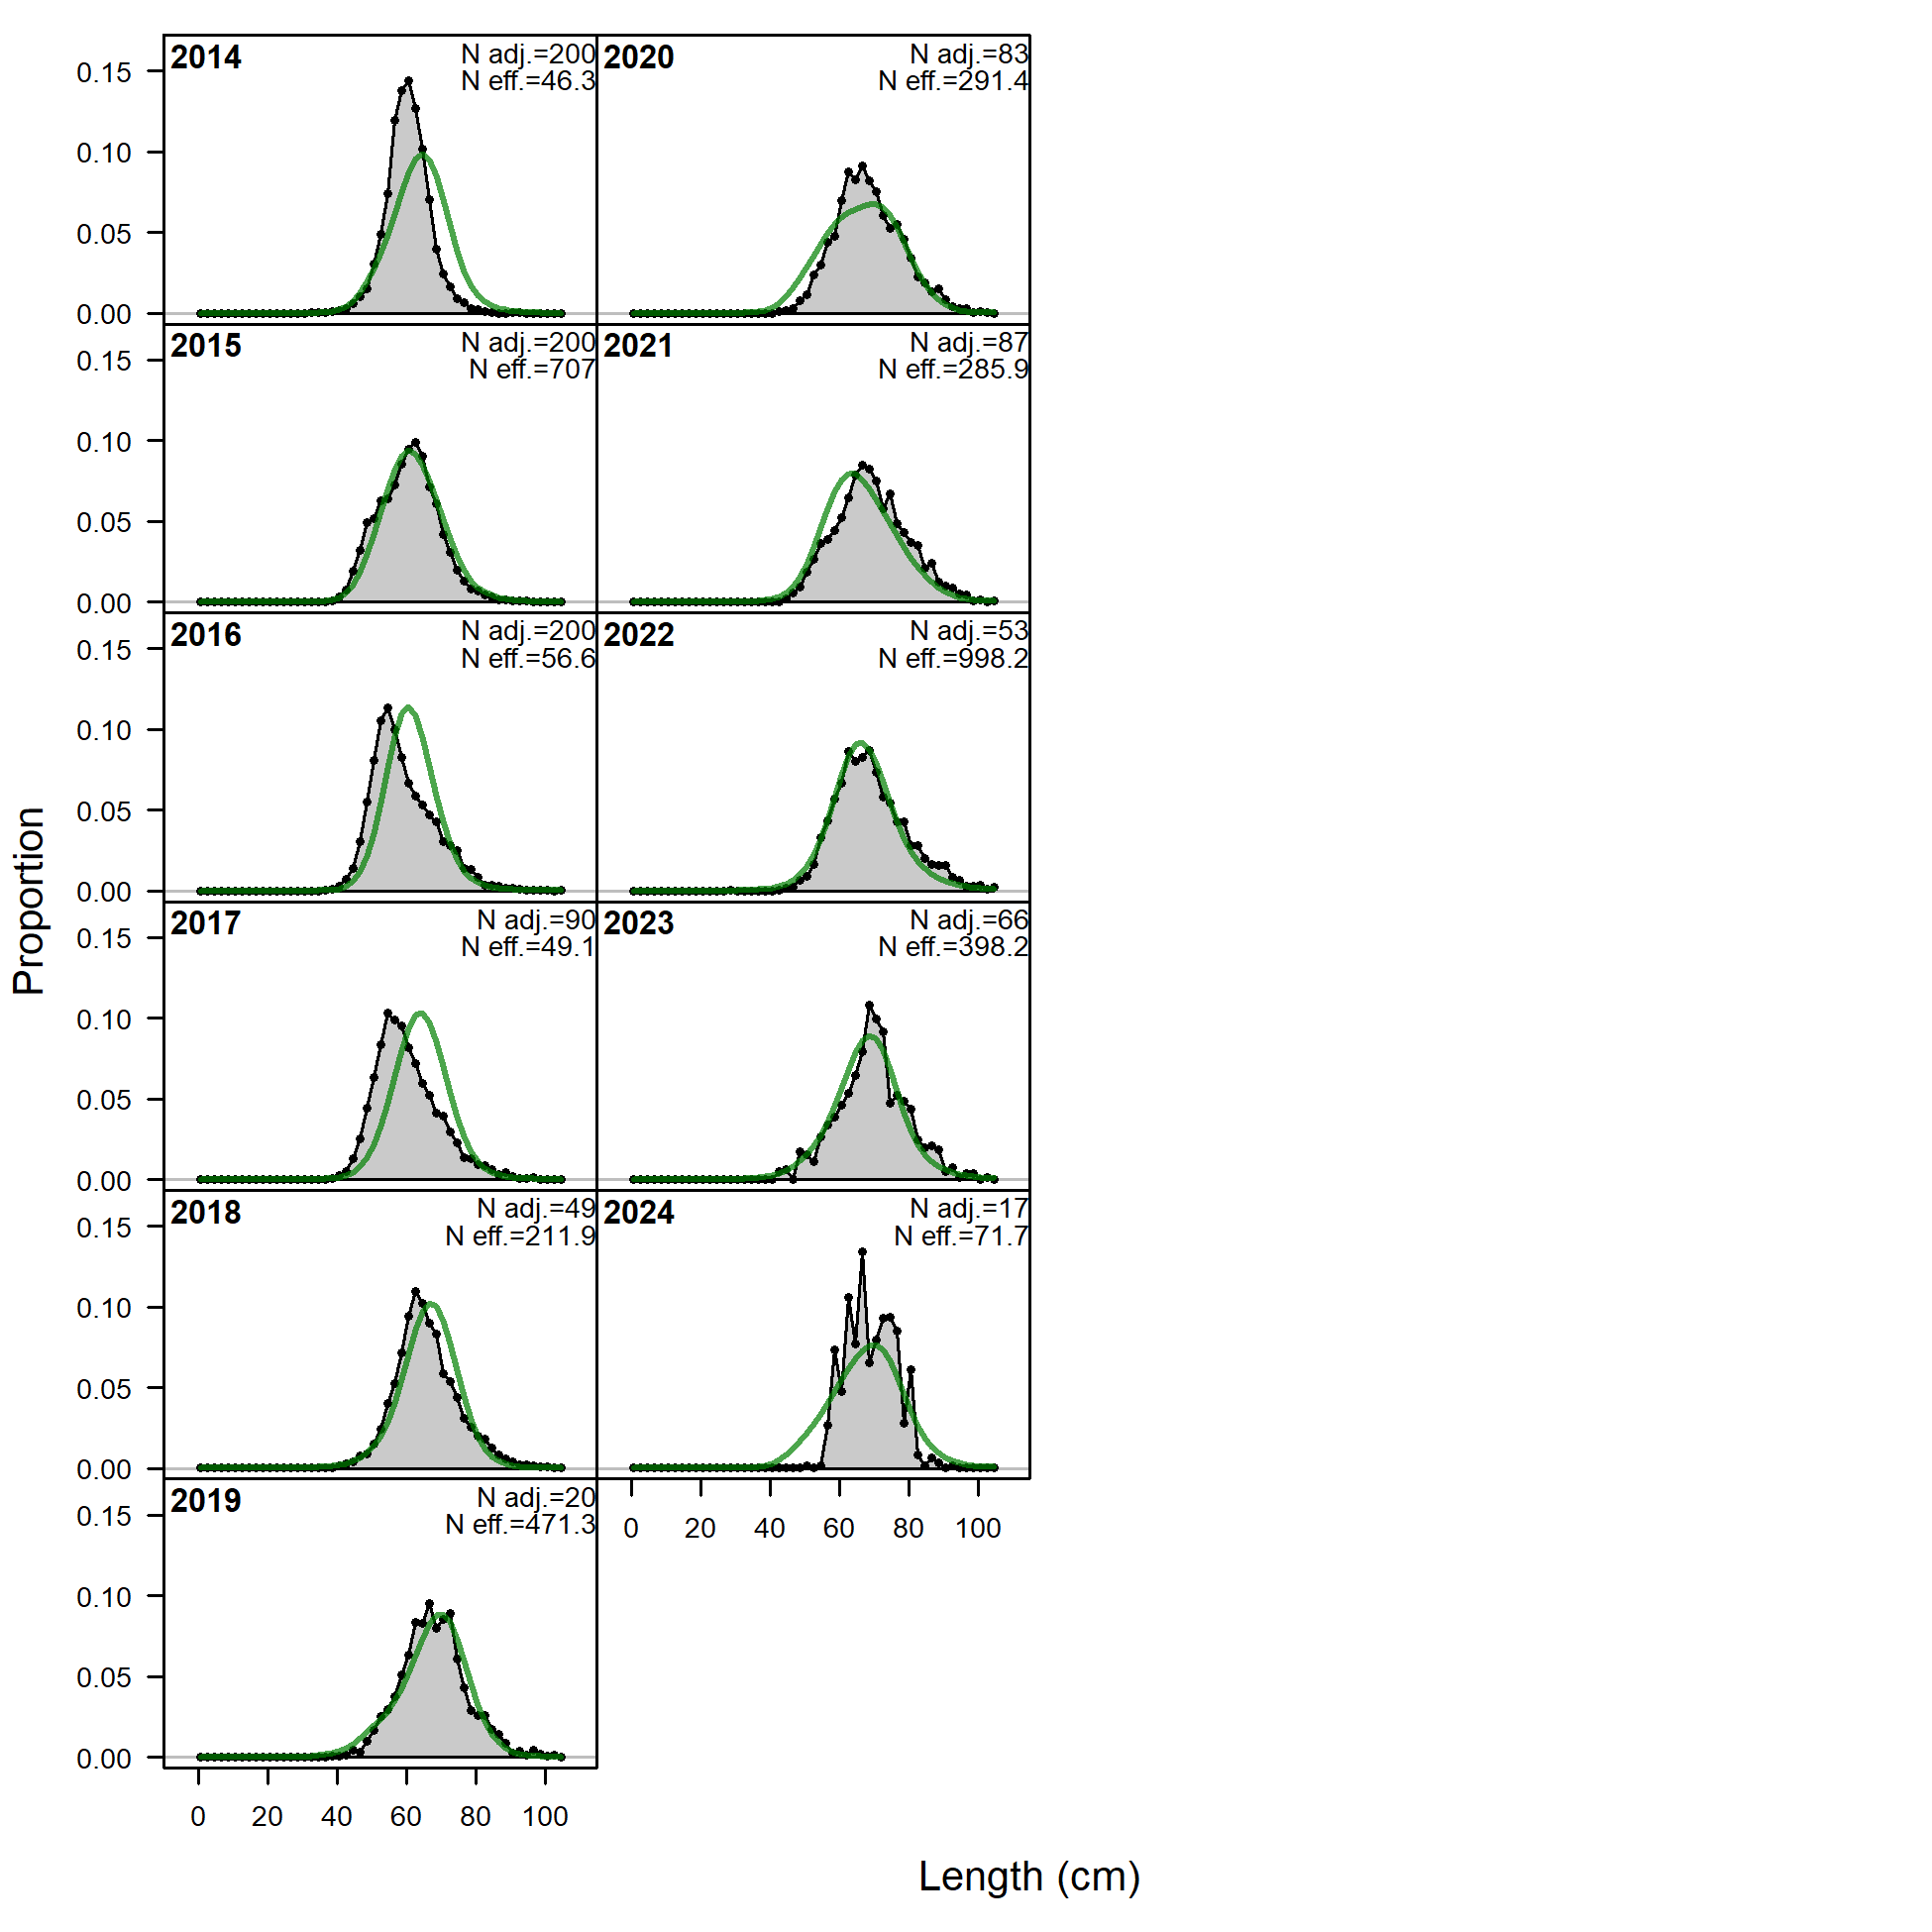 Proportion
2014
N adj.=200
N eff.=46.3
0.15
0.10
0.05
0.00
2015
N adj.=200
N eff.=707
0.15
0.10
0.05
0.00
2016
N adj.=200
N eff.=56.6
0.15
0.10
0.05
0.00
2017
N adj.=90
N eff.=49.1
0.15
0.10
0.05
0.00
2018
N adj.=49
N eff.=211.9
0.15
0.10
0.05
0.00
2019
N adj.=20
N eff.=471.3
0.15
0.10
0.05
0.00
0 20 40 60 80 100
2020
N adj.=83
N eff.=291.4
2021
N adj.=87
N eff.=285.9
2022
N adj.=53
N eff.=998.2
2023
N adj.=66
N eff.=398.2
2024
N adj.=17
N eff.=71.7
0 20 40 60 80 100
Length (cm)